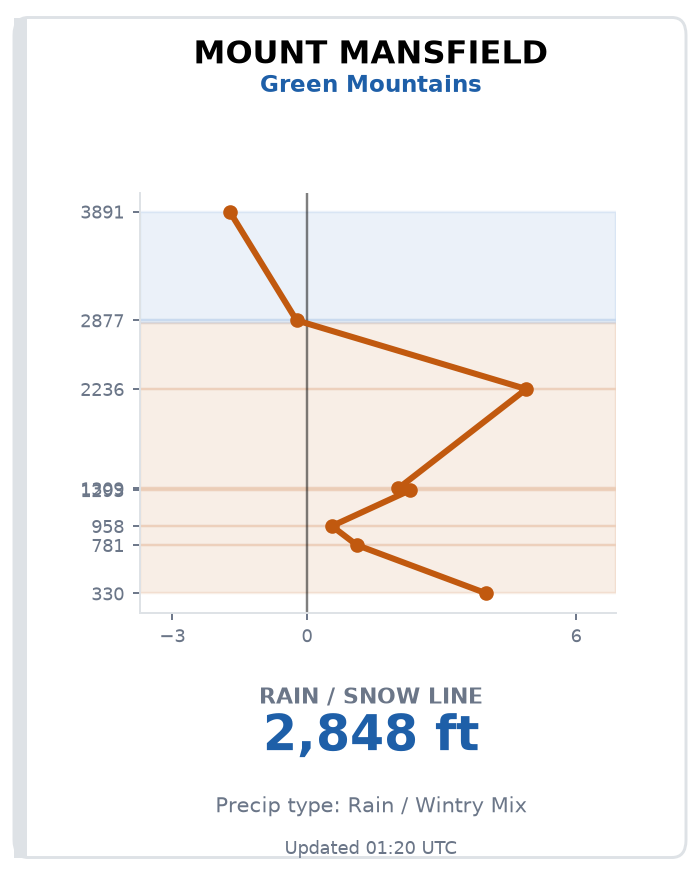 MOUNT MANSFIELD
Green Mountains
3891
2877
2236
958
781
330
−3 0 6
RAIN / SNOW LINE
2,848 ft
Precip type: Rain / Wintry Mix
Updated 01:20 UTC